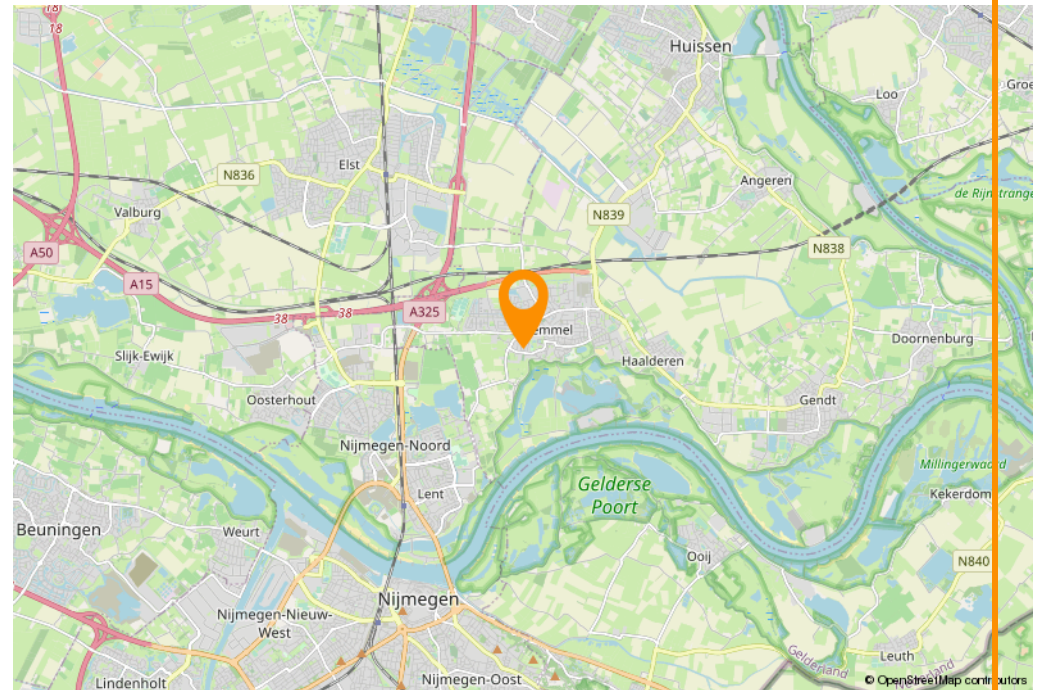 18
18
Huissen
Loo
Groe
Elst
N836
Angeren
de Rijnstrange
Valburg
N839
A50
N838
A15
A325
38
38
emmel
Doornenburg
Slijk-Ewijk
Haalderen
Oosterhout
Gendt
Nijmegen-Noord
Millingerwaard
Gelderse
Poort
Lent
Kekerdom
Beuningen
Weurt
Ooij
N840
Nijmegen
Nijmegen-Nieuw-
West
Gelderland
Leuth
Lindenholt
Nijmegen-Oost
© OpenStreetMap contributors